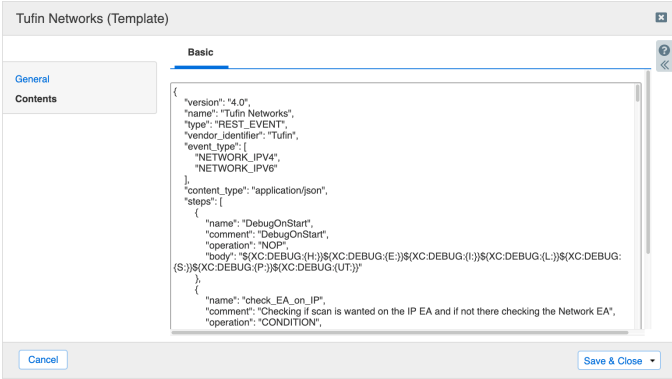 Tufin Networks (Template)
Basic
General
Contents
{
"version": "4.0",
"name": "Tufin Networks",
"type": "REST_EVENT",
"vendor_identifier": "Tufin",
"event_type": [
"NETWORK_IPV4",
"NETWORK_IPV6"
],
"content_type": "application/json",
"steps": [
{
"name": "DebugOnStart",
"comment": "DebugOnStart",
"operation": "NOP",
"body": "${XC:DEBUG:{H:}}${XC:DEBUG:{E:}}${XC:DEBUG:{I:}}${XC:DEBUG:{L:}}${XC:DEBUG:
{S:}}${XC:DEBUG:{P:}}${XC:DEBUG:{UT:}}"
},
{
"name": "check_EA_on_IP",
"comment": "Checking if scan is wanted on the IP EA and if not there checking the Network EA",
"operation": "CONDITION",
Cancel
Save & Close